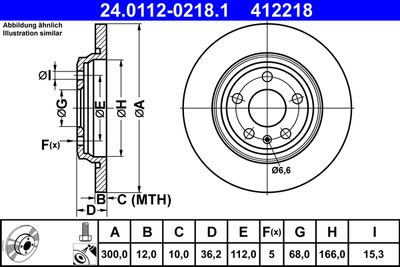 24.0112-0218.1 412218
Abbildung ähnlich
Illustration similar
ØI
ØG
ØE
ØH
ØA
F(x)
B
C (MTH)
D
Ø6,6
A B C D E F(x) G H I
300,0 12,0 10,0 36,2 112,0 5 68,0 166,0 15,3